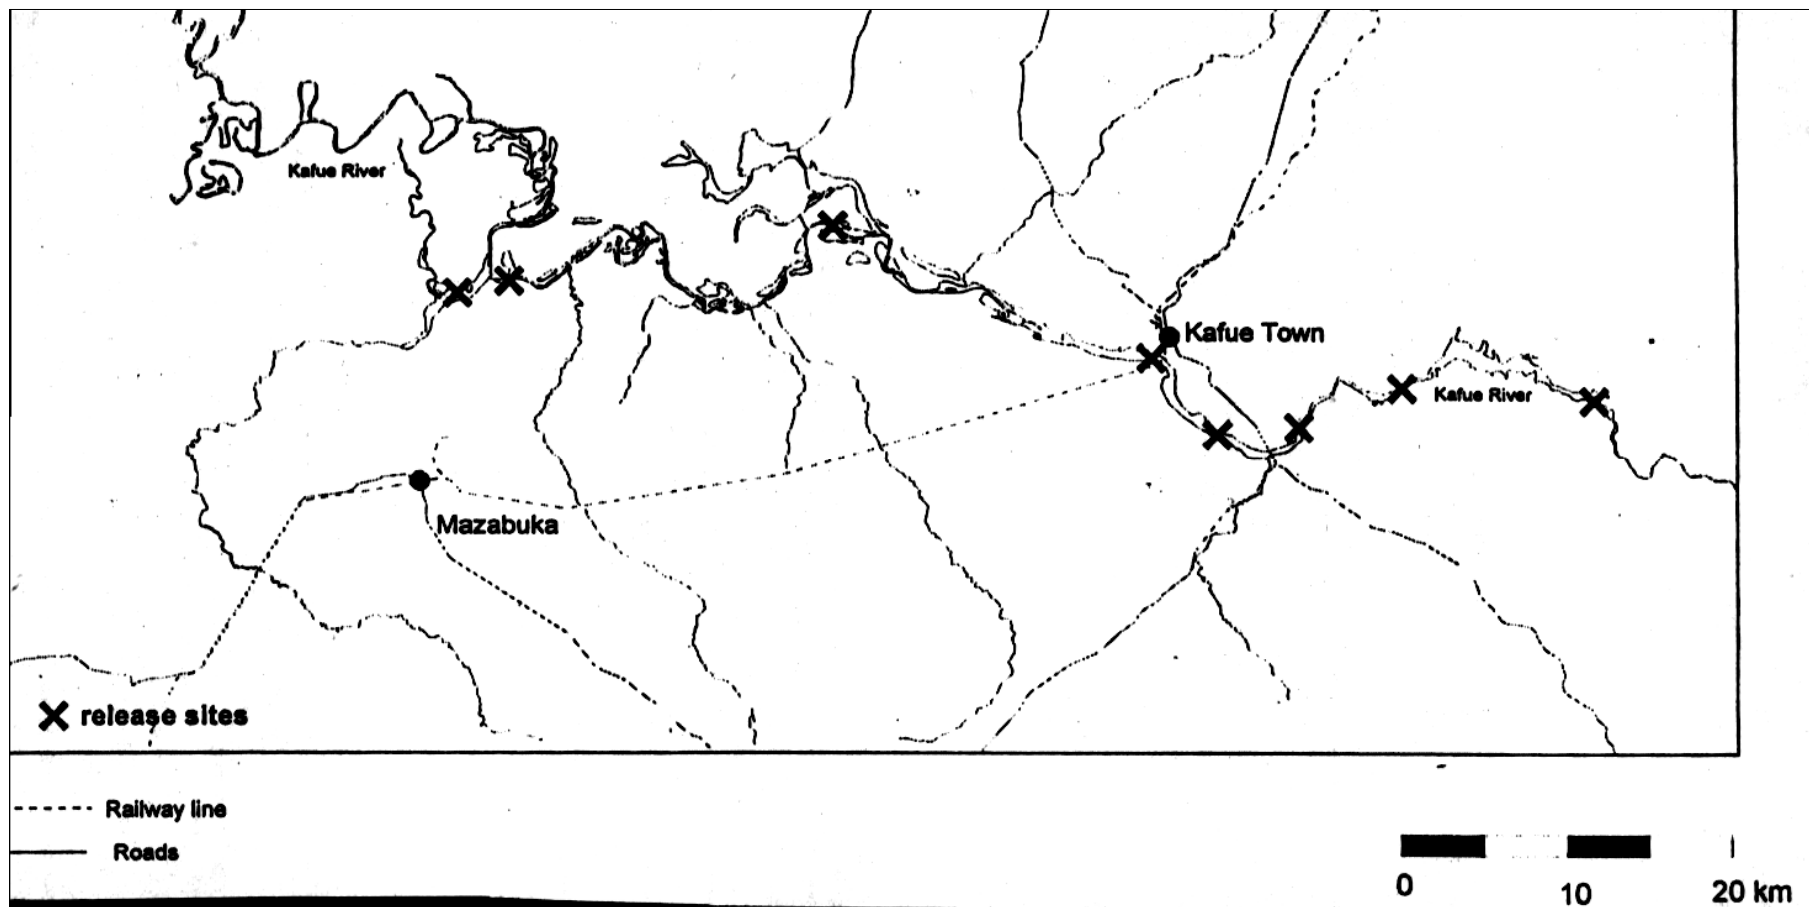 Kafue River
Kafue Town
Kafue River
Mazabuka
release sites
Railway line
Roads
0 10 20 km